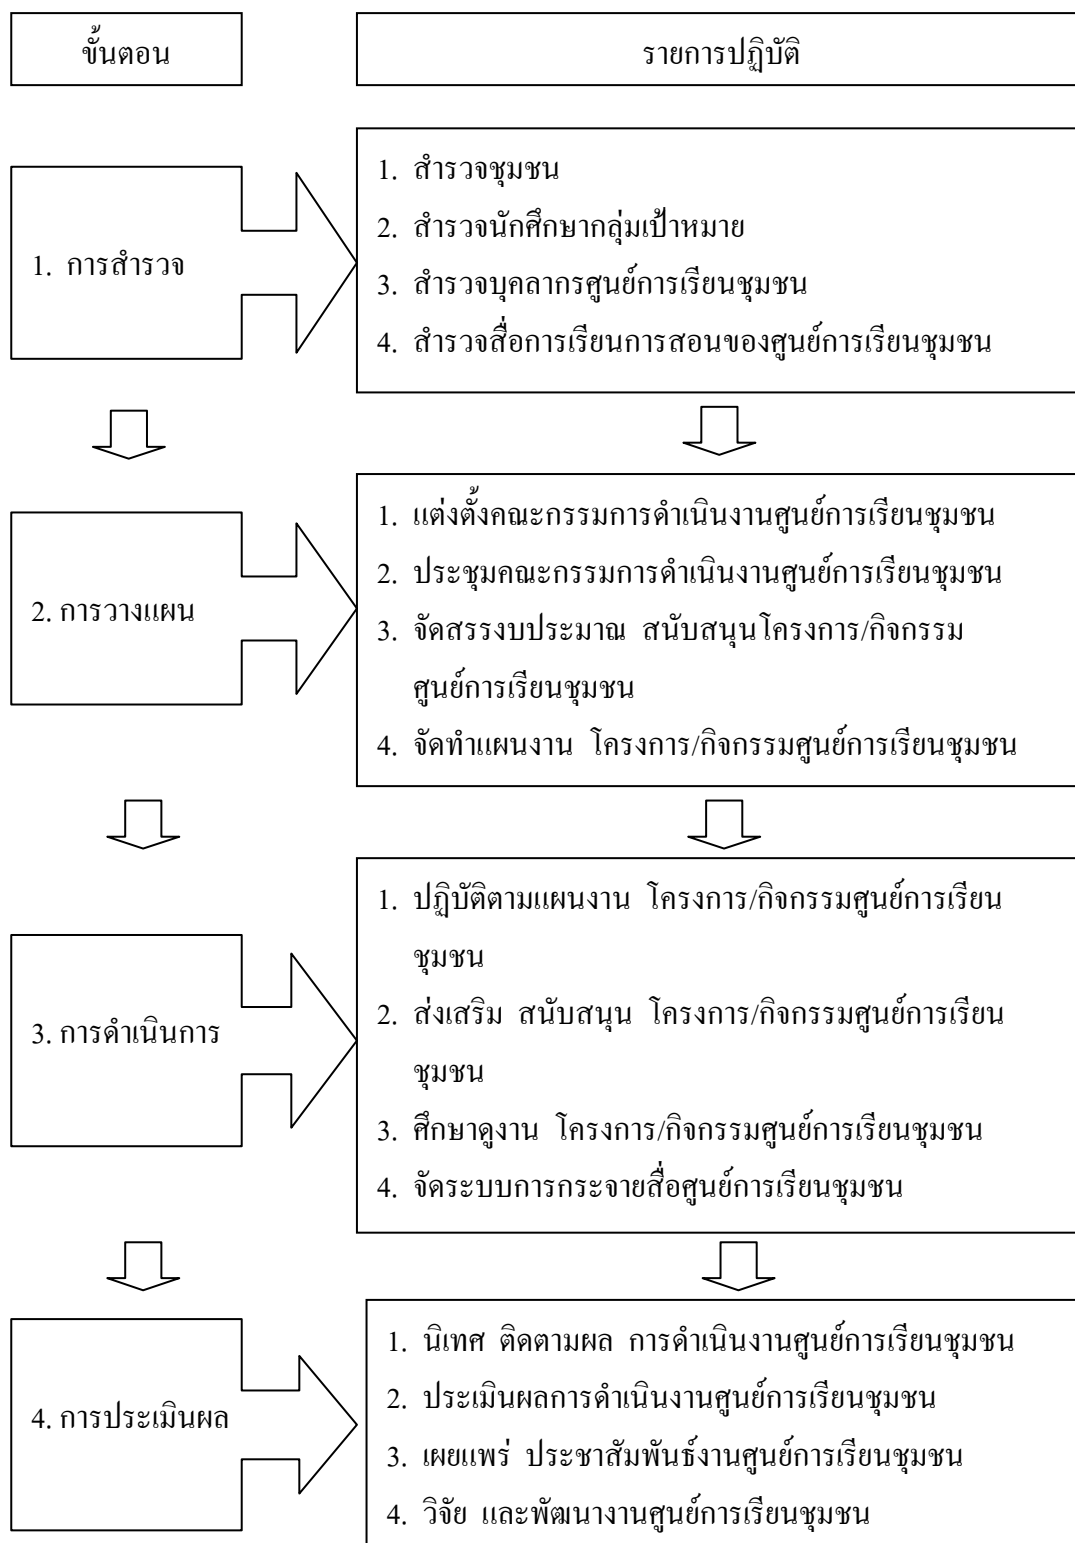 ขั้นตอน
รายการปฏิบัติ
1. การสำรวจ
1. สำรวจชุมชน
2. สำรวจนักศึกษากลุ่มเป้าหมาย
3. สำรวจบุคลากรศูนย์การเรียนชุมชน
4. สำรวจสื่อการเรียนการสอนของศูนย์การเรียนชุมชน
2. การวางแผน
1. แต่งตั้งคณะกรรมการดำเนินงานศูนย์การเรียนชุมชน
2. ประชุมคณะกรรมการดำเนินงานศูนย์การเรียนชุมชน
3. จัดสรรงบประมาณ สนับสนุนโครงการ/กิจกรรม
ศูนย์การเรียนชุมชน
4. จัดทำแผนงาน โครงการ/กิจกรรมศูนย์การเรียนชุมชน
3. การดำเนินการ
1. ปฏิบัติตามแผนงาน โครงการ/กิจกรรมศูนย์การเรียน
ชุมชน
2. ส่งเสริม สนับสนุน โครงการ/กิจกรรมศูนย์การเรียน
ชุมชน
3. ศึกษาดูงาน โครงการ/กิจกรรมศูนย์การเรียนชุมชน
4. จัดระบบการกระจายสื่อศูนย์การเรียนชุมชน
4. การประเมินผล
1. นิเทศ ติดตามผล การดำเนินงานศูนย์การเรียนชุมชน
2. ประเมินผลการดำเนินงานศูนย์การเรียนชุมชน
3. เผยแพร่ ประชาสัมพันธ์งานศูนย์การเรียนชุมชน
4. วิจัย และพัฒนางานศูนย์การเรียนชุมชน